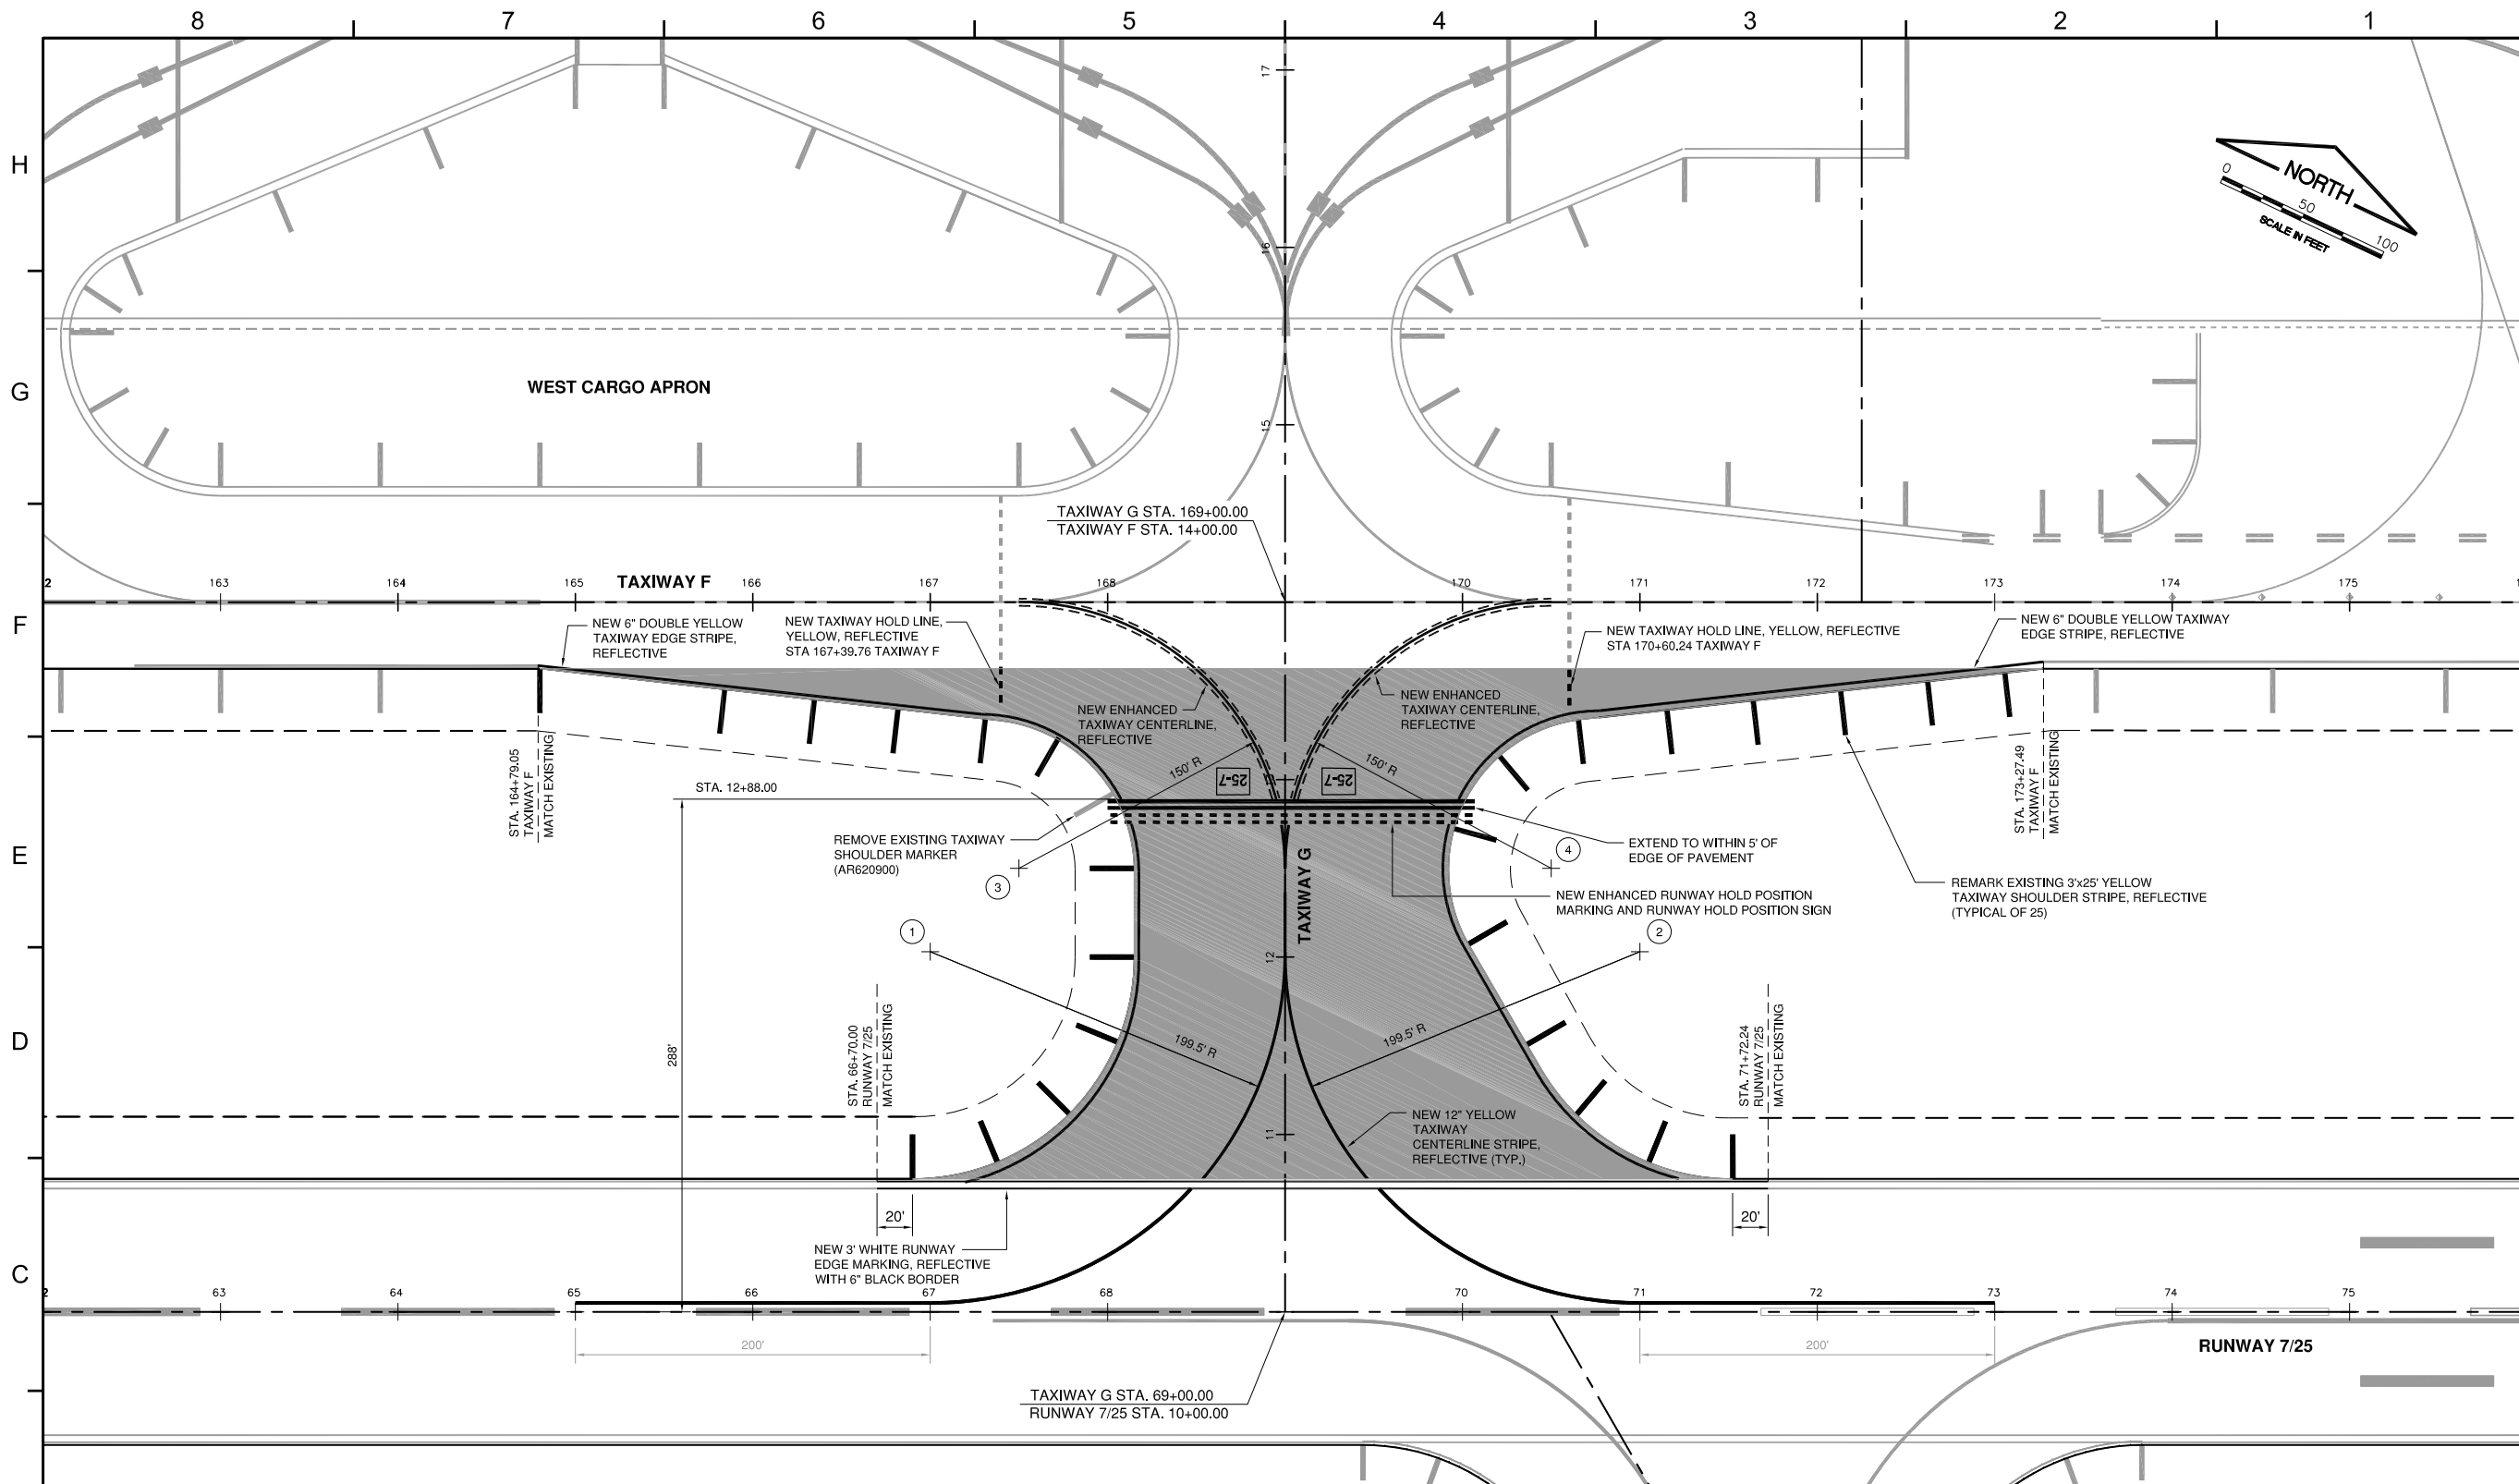 8 7 6 5 4 3 2 1
H
G
F
E
D
C
NORTH
0 50 100
SCALE IN FEET
17
16
15
WEST CARGO APRON
TAXIWAY G STA. 169+00.00
TAXIWAY F STA. 14+00.00
2 163 164 165 166 167 168 170 171 172 173 174 175 1
TAXIWAY F
NEW 6" DOUBLE YELLOW
TAXIWAY EDGE STRIPE,
REFLECTIVE
NEW TAXIWAY HOLD LINE,
YELLOW, REFLECTIVE
STA 167+39.76 TAXIWAY F
NEW TAXIWAY HOLD LINE, YELLOW, REFLECTIVE
STA 170+60.24 TAXIWAY F
NEW 6" DOUBLE YELLOW TAXIWAY
EDGE STRIPE, REFLECTIVE
NEW ENHANCED
TAXIWAY CENTERLINE,
REFLECTIVE
NEW ENHANCED
TAXIWAY CENTERLINE,
REFLECTIVE
STA. 164+79.05
TAXIWAY F
MATCH EXISTING
STA. 173+27.49
TAXIWAY F
MATCH EXISTING
150' R
150' R
25-7
25-7
STA. 12+88.00
REMOVE EXISTING TAXIWAY
SHOULDER MARKER
(AR620900)
EXTEND TO WITHIN 5' OF
EDGE OF PAVEMENT
NEW ENHANCED RUNWAY HOLD POSITION
MARKING AND RUNWAY HOLD POSITION SIGN
REMARK EXISTING 3'x25' YELLOW
TAXIWAY SHOULDER STRIPE, REFLECTIVE
(TYPICAL OF 25)
3
4
1
2
TAXIWAY G
12
11
199.5' R
199.5' R
288'
STA. 66+70.00
RUNWAY 7/25
MATCH EXISTING
STA. 71+72.24
RUNWAY 7/25
MATCH EXISTING
NEW 12" YELLOW
TAXIWAY
CENTERLINE STRIPE,
REFLECTIVE (TYP.)
20'
20'
NEW 3' WHITE RUNWAY
EDGE MARKING, REFLECTIVE
WITH 6" BLACK BORDER
2 63 64 65 66 67 68 70 71 72 73 74 75
200'
200'
RUNWAY 7/25
TAXIWAY G STA. 69+00.00
RUNWAY 7/25 STA. 10+00.00